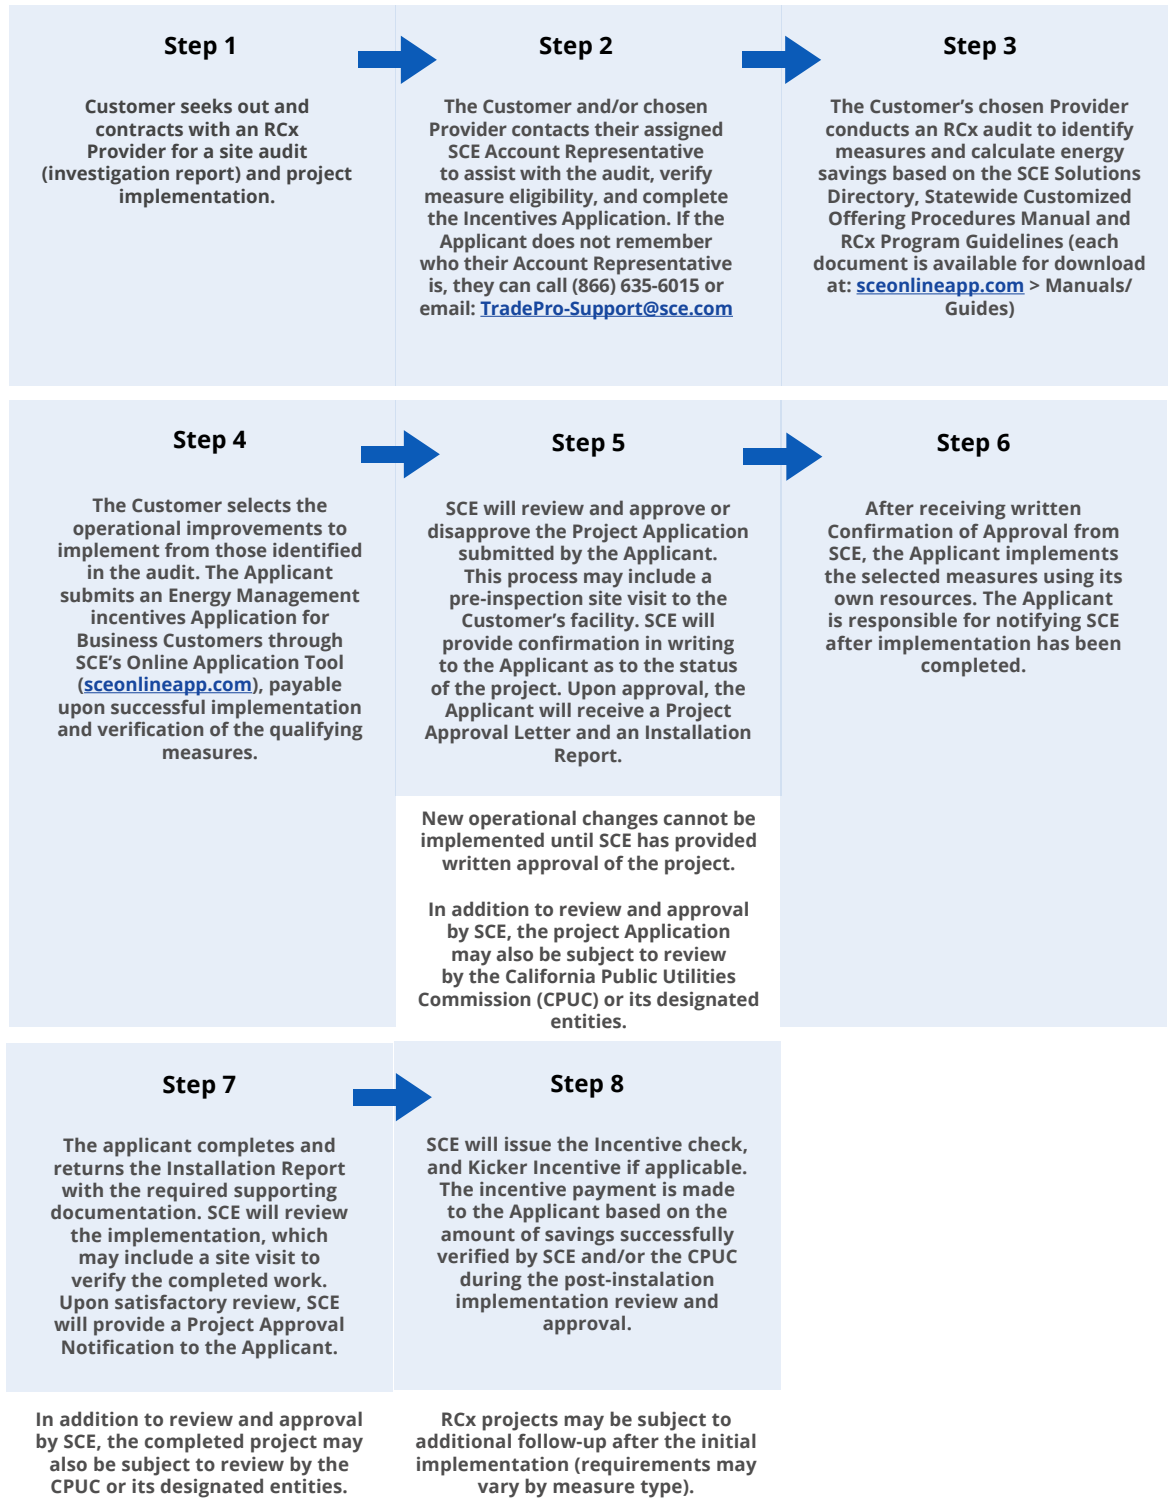 Step 1
Customer seeks out and
contracts with an RCx
Provider for a site audit
(investigation report) and project
implementation.
Step 2
The Customer and/or chosen
Provider contacts their assigned
SCE Account Representative
to assist with the audit, verify
measure eligibility, and complete
the Incentives Application. If the
Applicant does not remember
who their Account Representative
is, they can call (866) 635-6015 or
email: TradePro-Support@sce.com
Step 3
The Customer’s chosen Provider
conducts an RCx audit to identify
measures and calculate energy
savings based on the SCE Solutions
Directory, Statewide Customized
Offering Procedures Manual and
RCx Program Guidelines (each
document is available for download
at: sceonlineapp.com > Manuals/
Guides)
Step 4
The Customer selects the
operational improvements to
implement from those identified
in the audit. The Applicant
submits an Energy Management
incentives Application for
Business Customers through
SCE’s Online Application Tool
(sceonlineapp.com), payable
upon successful implementation
and verification of the qualifying
measures.
Step 5
SCE will review and approve or
disapprove the Project Application
submitted by the Applicant.
This process may include a
pre-inspection site visit to the
Customer’s facility. SCE will
provide confirmation in writing
to the Applicant as to the status
of the project. Upon approval, the
Applicant will receive a Project
Approval Letter and an Installation
Report.
New operational changes cannot be
implemented until SCE has provided
written approval of the project.
In addition to review and approval
by SCE, the project Application
may also be subject to review
by the California Public Utilities
Commission (CPUC) or its designated
entities.
Step 6
After receiving written
Confirmation of Approval from
SCE, the Applicant implements
the selected measures using its
own resources. The Applicant
is responsible for notifying SCE
after implementation has been
completed.
Step 7
The applicant completes and
returns the Installation Report
with the required supporting
documentation. SCE will review
the implementation, which
may include a site visit to
verify the completed work.
Upon satisfactory review, SCE
will provide a Project Approval
Notification to the Applicant.
In addition to review and approval
by SCE, the completed project may
also be subject to review by the
CPUC or its designated entities.
Step 8
SCE will issue the Incentive check,
and Kicker Incentive if applicable.
The incentive payment is made
to the Applicant based on the
amount of savings successfully
verified by SCE and/or the CPUC
during the post-instalation
implementation review and
approval.
RCx projects may be subject to
additional follow-up after the initial
implementation (requirements may
vary by measure type).